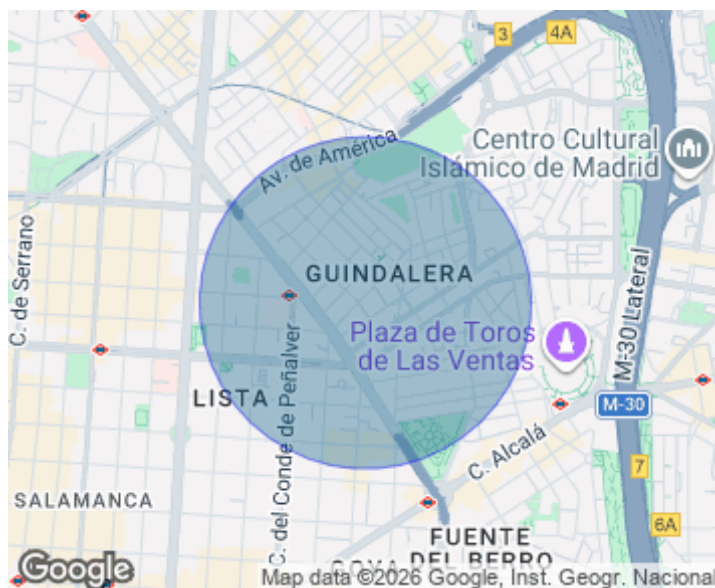 3
4A
Av. de América
Centro Cultural
Islámico de Madrid
C. de Serrano
GUINDALERA
Plaza de Toros
de Las Ventas
M-30 Lateral
C. del Conde de Peñalver
LISTA
M-30
C. Alcalá
7
SALAMANCA
6A
FUENTE
DEL BERRO
GOYA
Google
Map data ©2026 Google, Inst. Geogr. Nacional